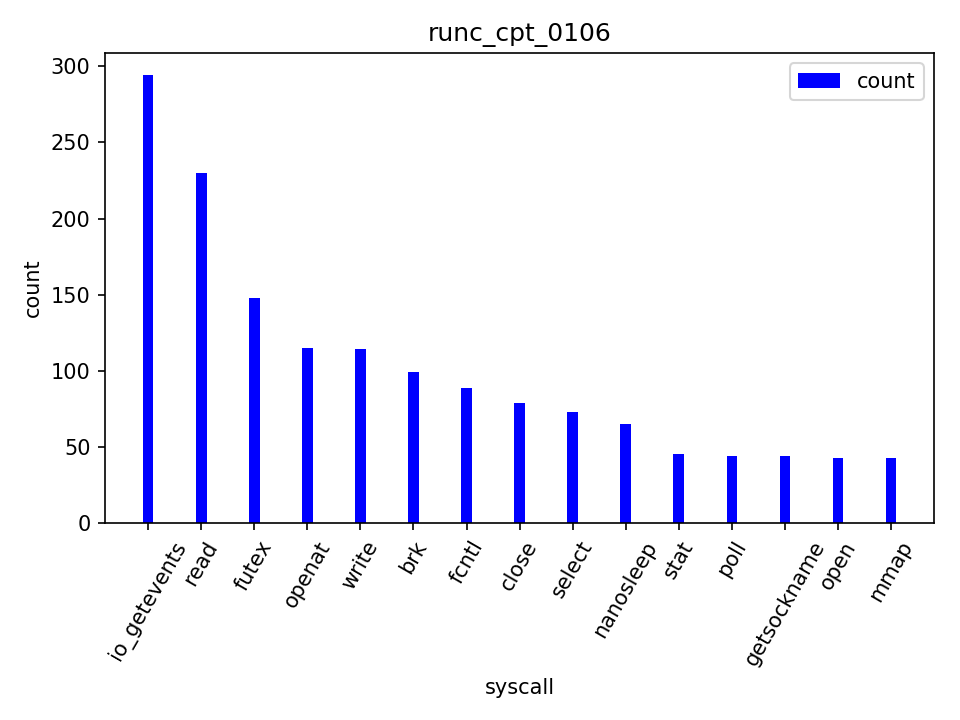 runc_cpt_0106
count
count
300
250
200
150
100
50
0
io_getevents
read
futex
openat
write
brk
fcntl
close
select
nanosleep
stat
poll
getsockname
open
mmap
syscall